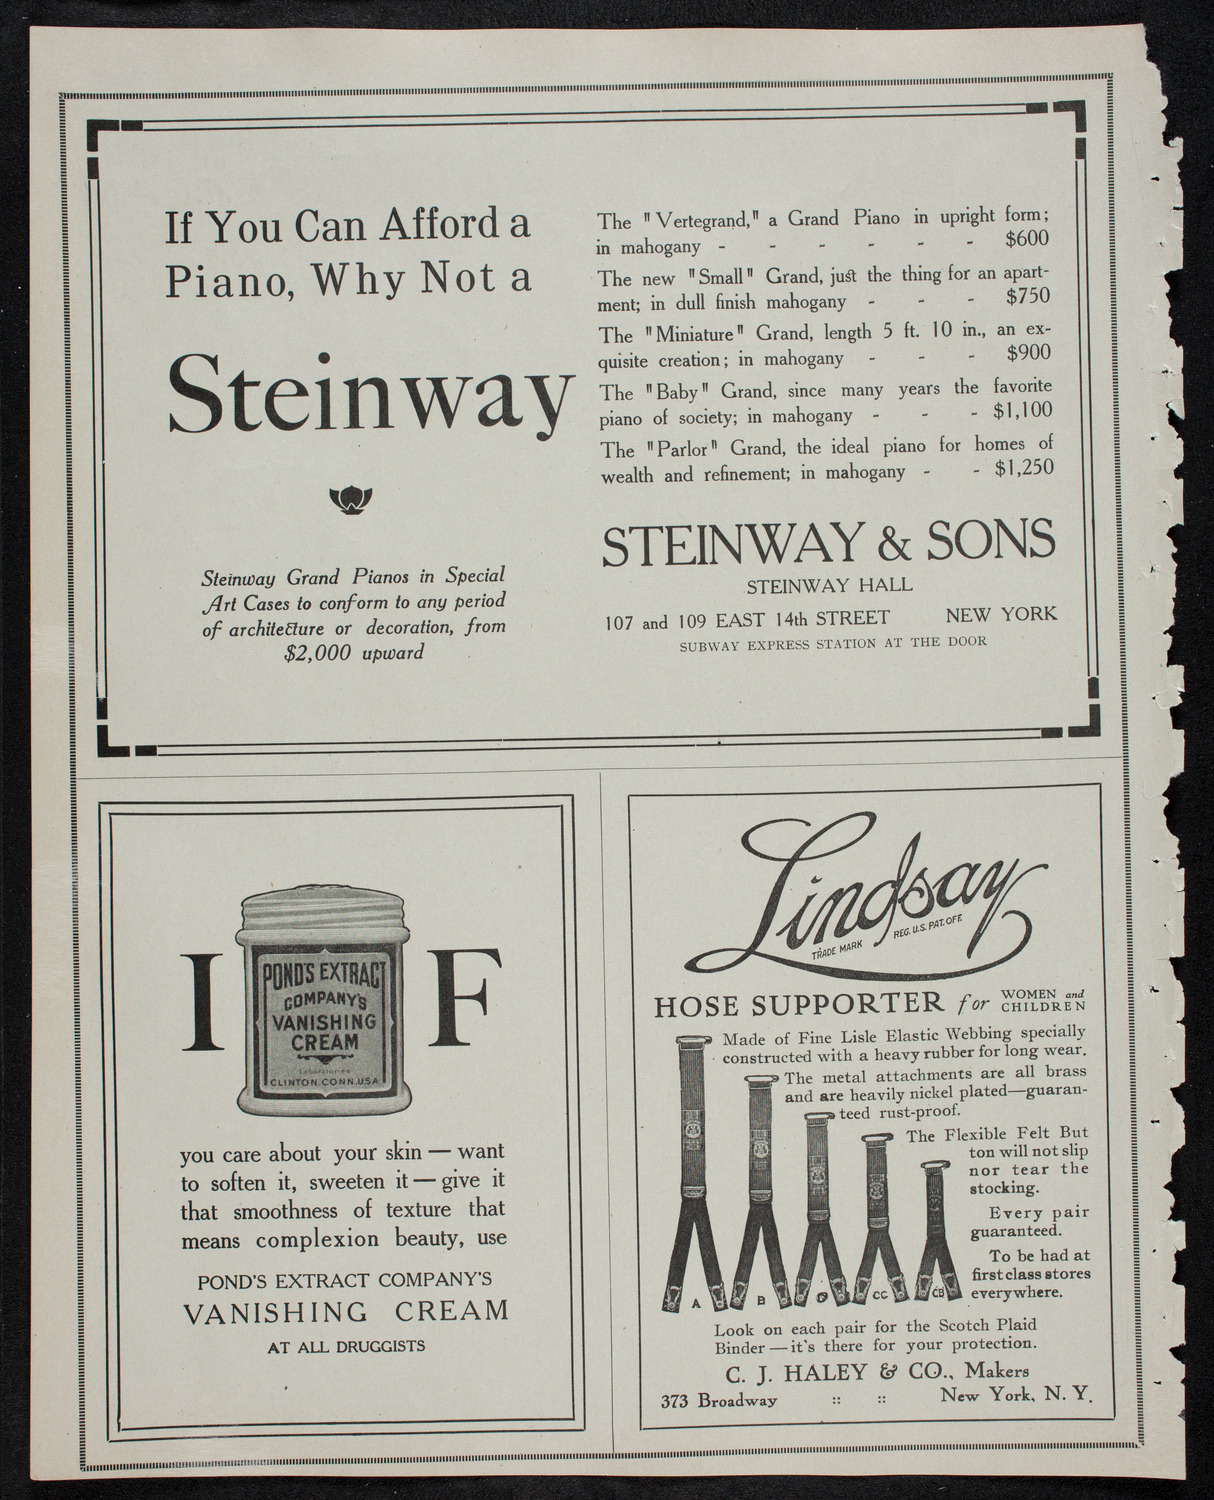 If You Can Afford a
Piano, Why Not a
Steinway
Steinway Grand Pianos in Special
Art Cases to conform to any period
of architecture or decoration, from
$2,000 upward
The "Vertegrand," a Grand Piano in upright form;
in mahogany - - - - - - $600
The new "Small" Grand, just the thing for an apart-
ment; in dull finish mahogany - - - $750
The "Miniature" Grand, length 5 ft. 10 in., an ex-
quisite creation; in mahogany - - - $900
The "Baby" Grand, since many years the favorite
piano of society; in mahogany - - - $1,100
The "Parlor" Grand, the ideal piano for homes of
wealth and refinement; in mahogany - - $1,250
STEINWAY & SONS
STEINWAY HALL
107 and 109 EAST 14th STREET NEW YORK
SUBWAY EXPRESS STATION AT THE DOOR
IF
POND'S EXTRACT
COMPANY'S
VANISHING
CREAM
Laboratories
CLINTON.CONN.USA
you care about your skin — want
to soften it, sweeten it — give it
that smoothness of texture that
means complexion beauty, use
POND'S EXTRACT COMPANY'S
VANISHING CREAM
AT ALL DRUGGISTS
Lindsay
TRADE MARK REG. U.S. PAT. OFF.
HOSE SUPPORTER for WOMEN and CHILDREN
Made of Fine Lisle Elastic Webbing specially
constructed with a heavy rubber for long wear.
The metal attachments are all brass
and are heavily nickel plated—guaran-
teed rust-proof.
The Flexible Felt But
ton will not slip
nor tear the
stocking.
Every pair
guaranteed.
To be had at
first class stores
everywhere.
A B CC CB
Look on each pair for the Scotch Plaid
Binder — it's there for your protection.
C. J. HALEY & CO., Makers
373 Broadway :: :: New York, N. Y.